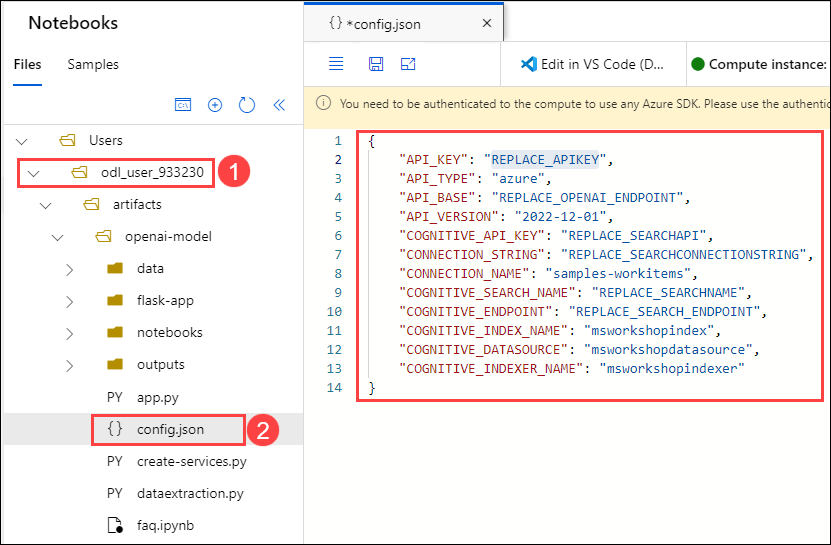 Notebooks
Files
Samples
Users
odl_user_933230
1
artifacts
openai-model
data
flask-app
notebooks
outputs
PY app.py
{} config.json
2
PY create-services.py
PY dataextraction.py
faq.ipynb
{} *config.json
Edit in VS Code (D...
Compute instance:
You need to be authenticated to the compute to use any Azure SDK. Please use the authentic
1 {
2 "API_KEY": "REPLACE_APIKEY",
3 "API_TYPE": "azure",
4 "API_BASE": "REPLACE_OPENAI_ENDPOINT",
5 "API_VERSION": "2022-12-01",
6 "COGNITIVE_API_KEY": "REPLACE_SEARCHAPI",
7 "CONNECTION_STRING": "REPLACE_SEARCHCONNECTIONSTRING",
8 "CONNECTION_NAME": "samples-workitems",
9 "COGNITIVE_SEARCH_NAME": "REPLACE_SEARCHNAME",
10 "COGNITIVE_ENDPOINT": "REPLACE_SEARCH_ENDPOINT",
11 "COGNITIVE_INDEX_NAME": "msworkshopindex",
12 "COGNITIVE_DATASOURCE": "msworkshopdatasource",
13 "COGNITIVE_INDEXER_NAME": "msworkshopindexer"
14 }